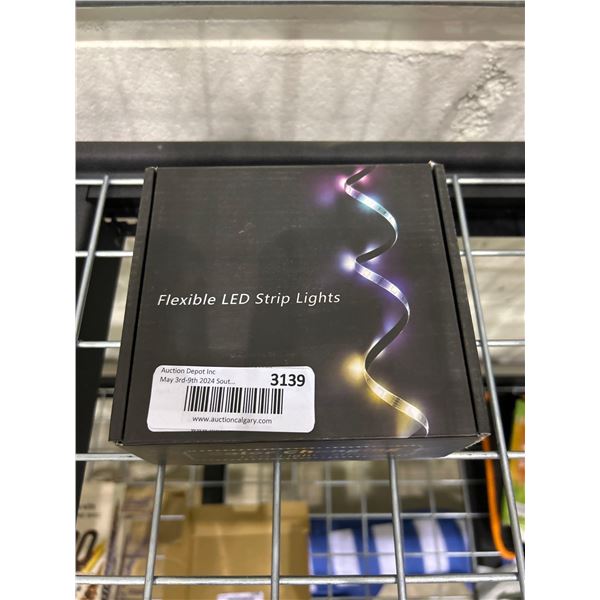 Flexible LED Strip Lights
Auction Depot Inc
May 3rd-9th 2024 Sout...
3139
www.auctioncalgary.com